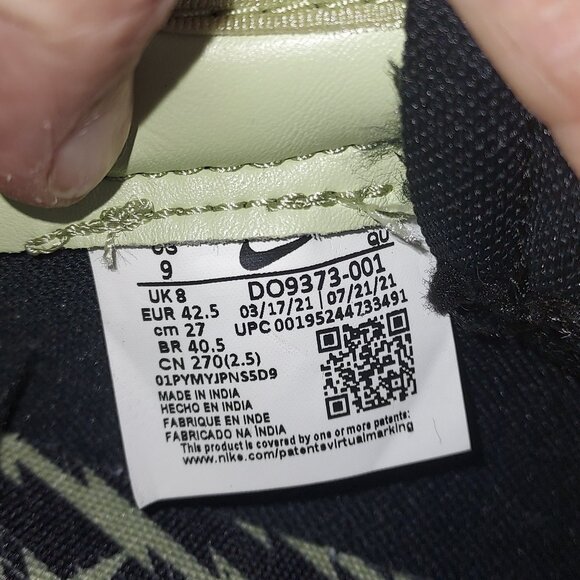 9
QU
UK 8
DO9373-001
EUR 42.5
03/17/21 | 07/21/21
cm 27
UPC 00195244733491
BR 40.5
CN 270(2.5)
01PYMYJPNS5D9
MADE IN INDIA
HECHO EN INDIA
FABRIQUE EN INDE
FABRICADO NA ÍNDIA
This product is covered by one or more patents:
www.nike.com/patentsvirtualmarking